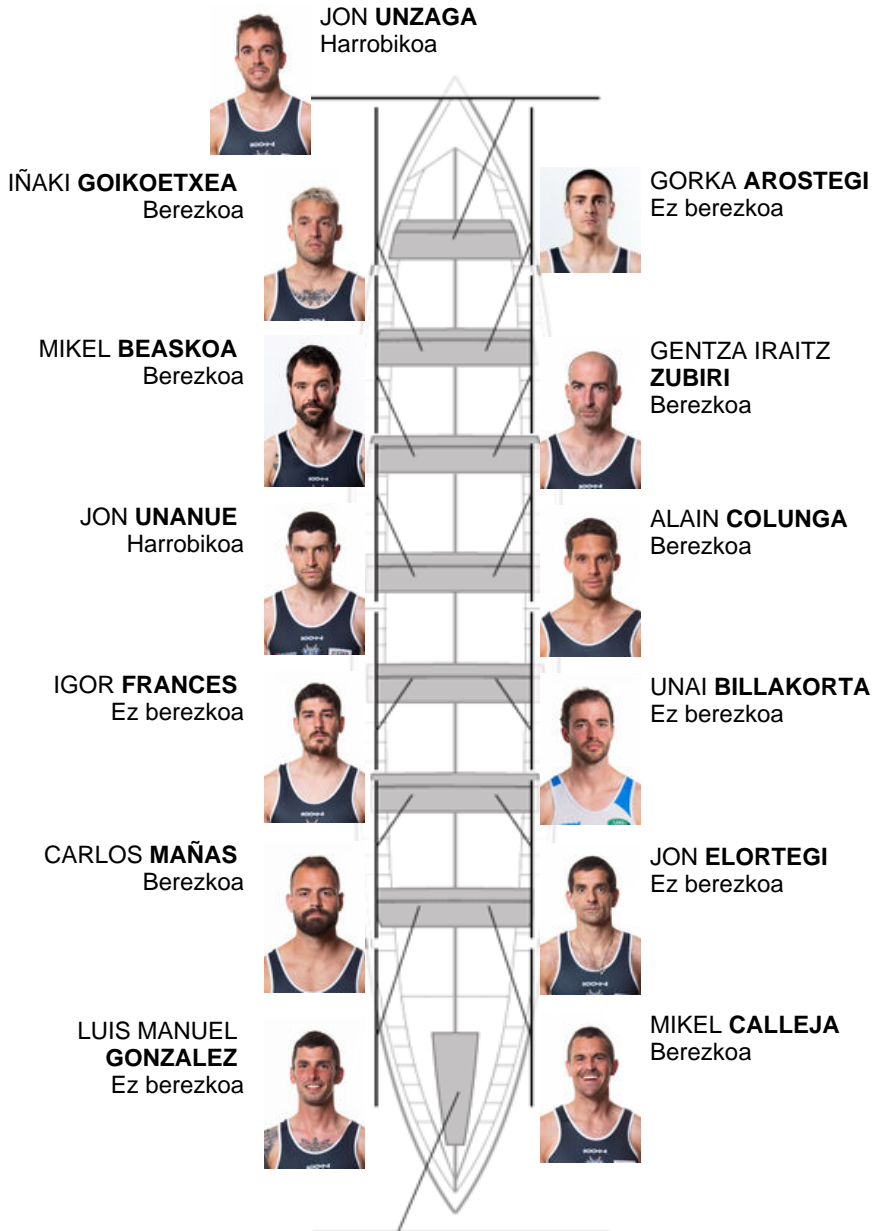 JON UNZAGA
Harrobikoa
IÑAKI GOIKOETXEA
Berezkoa
GORKA AROSTEGI
Ez berezkoa
MIKEL BEASKOA
Berezkoa
GENTZA IRAITZ
ZUBIRI
Berezkoa
JON UNANUE
Harrobikoa
ALAIN COLUNGA
Berezkoa
IGOR FRANCES
Ez berezkoa
UNAI BILLAKORTA
Ez berezkoa
CARLOS MAÑAS
Berezkoa
JON ELORTEGI
Ez berezkoa
LUIS MANUEL
GONZALEZ
Ez berezkoa
MIKEL CALLEJA
Berezkoa